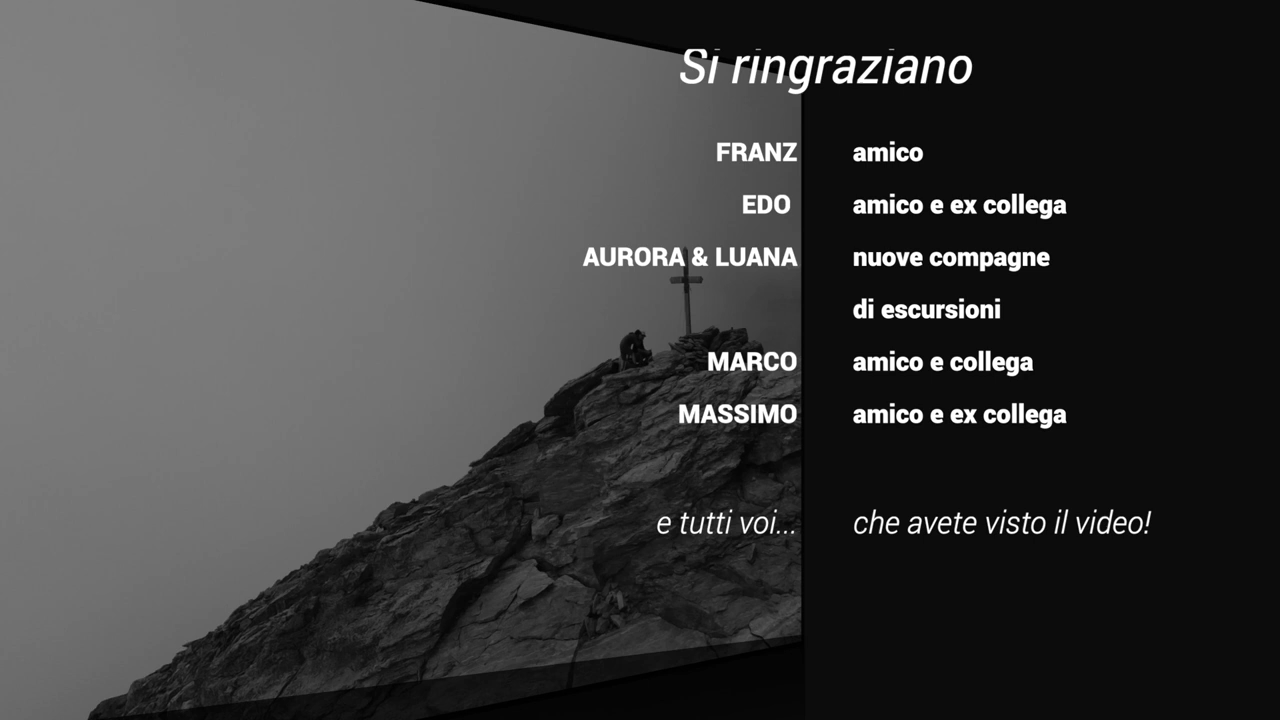 Si ringraziano
FRANZ amico
EDO amico e ex collega
AURORA & LUANA nuove compagne
di escursioni
MARCO amico e collega
MASSIMO amico e ex collega
e tutti voi... che avete visto il video!